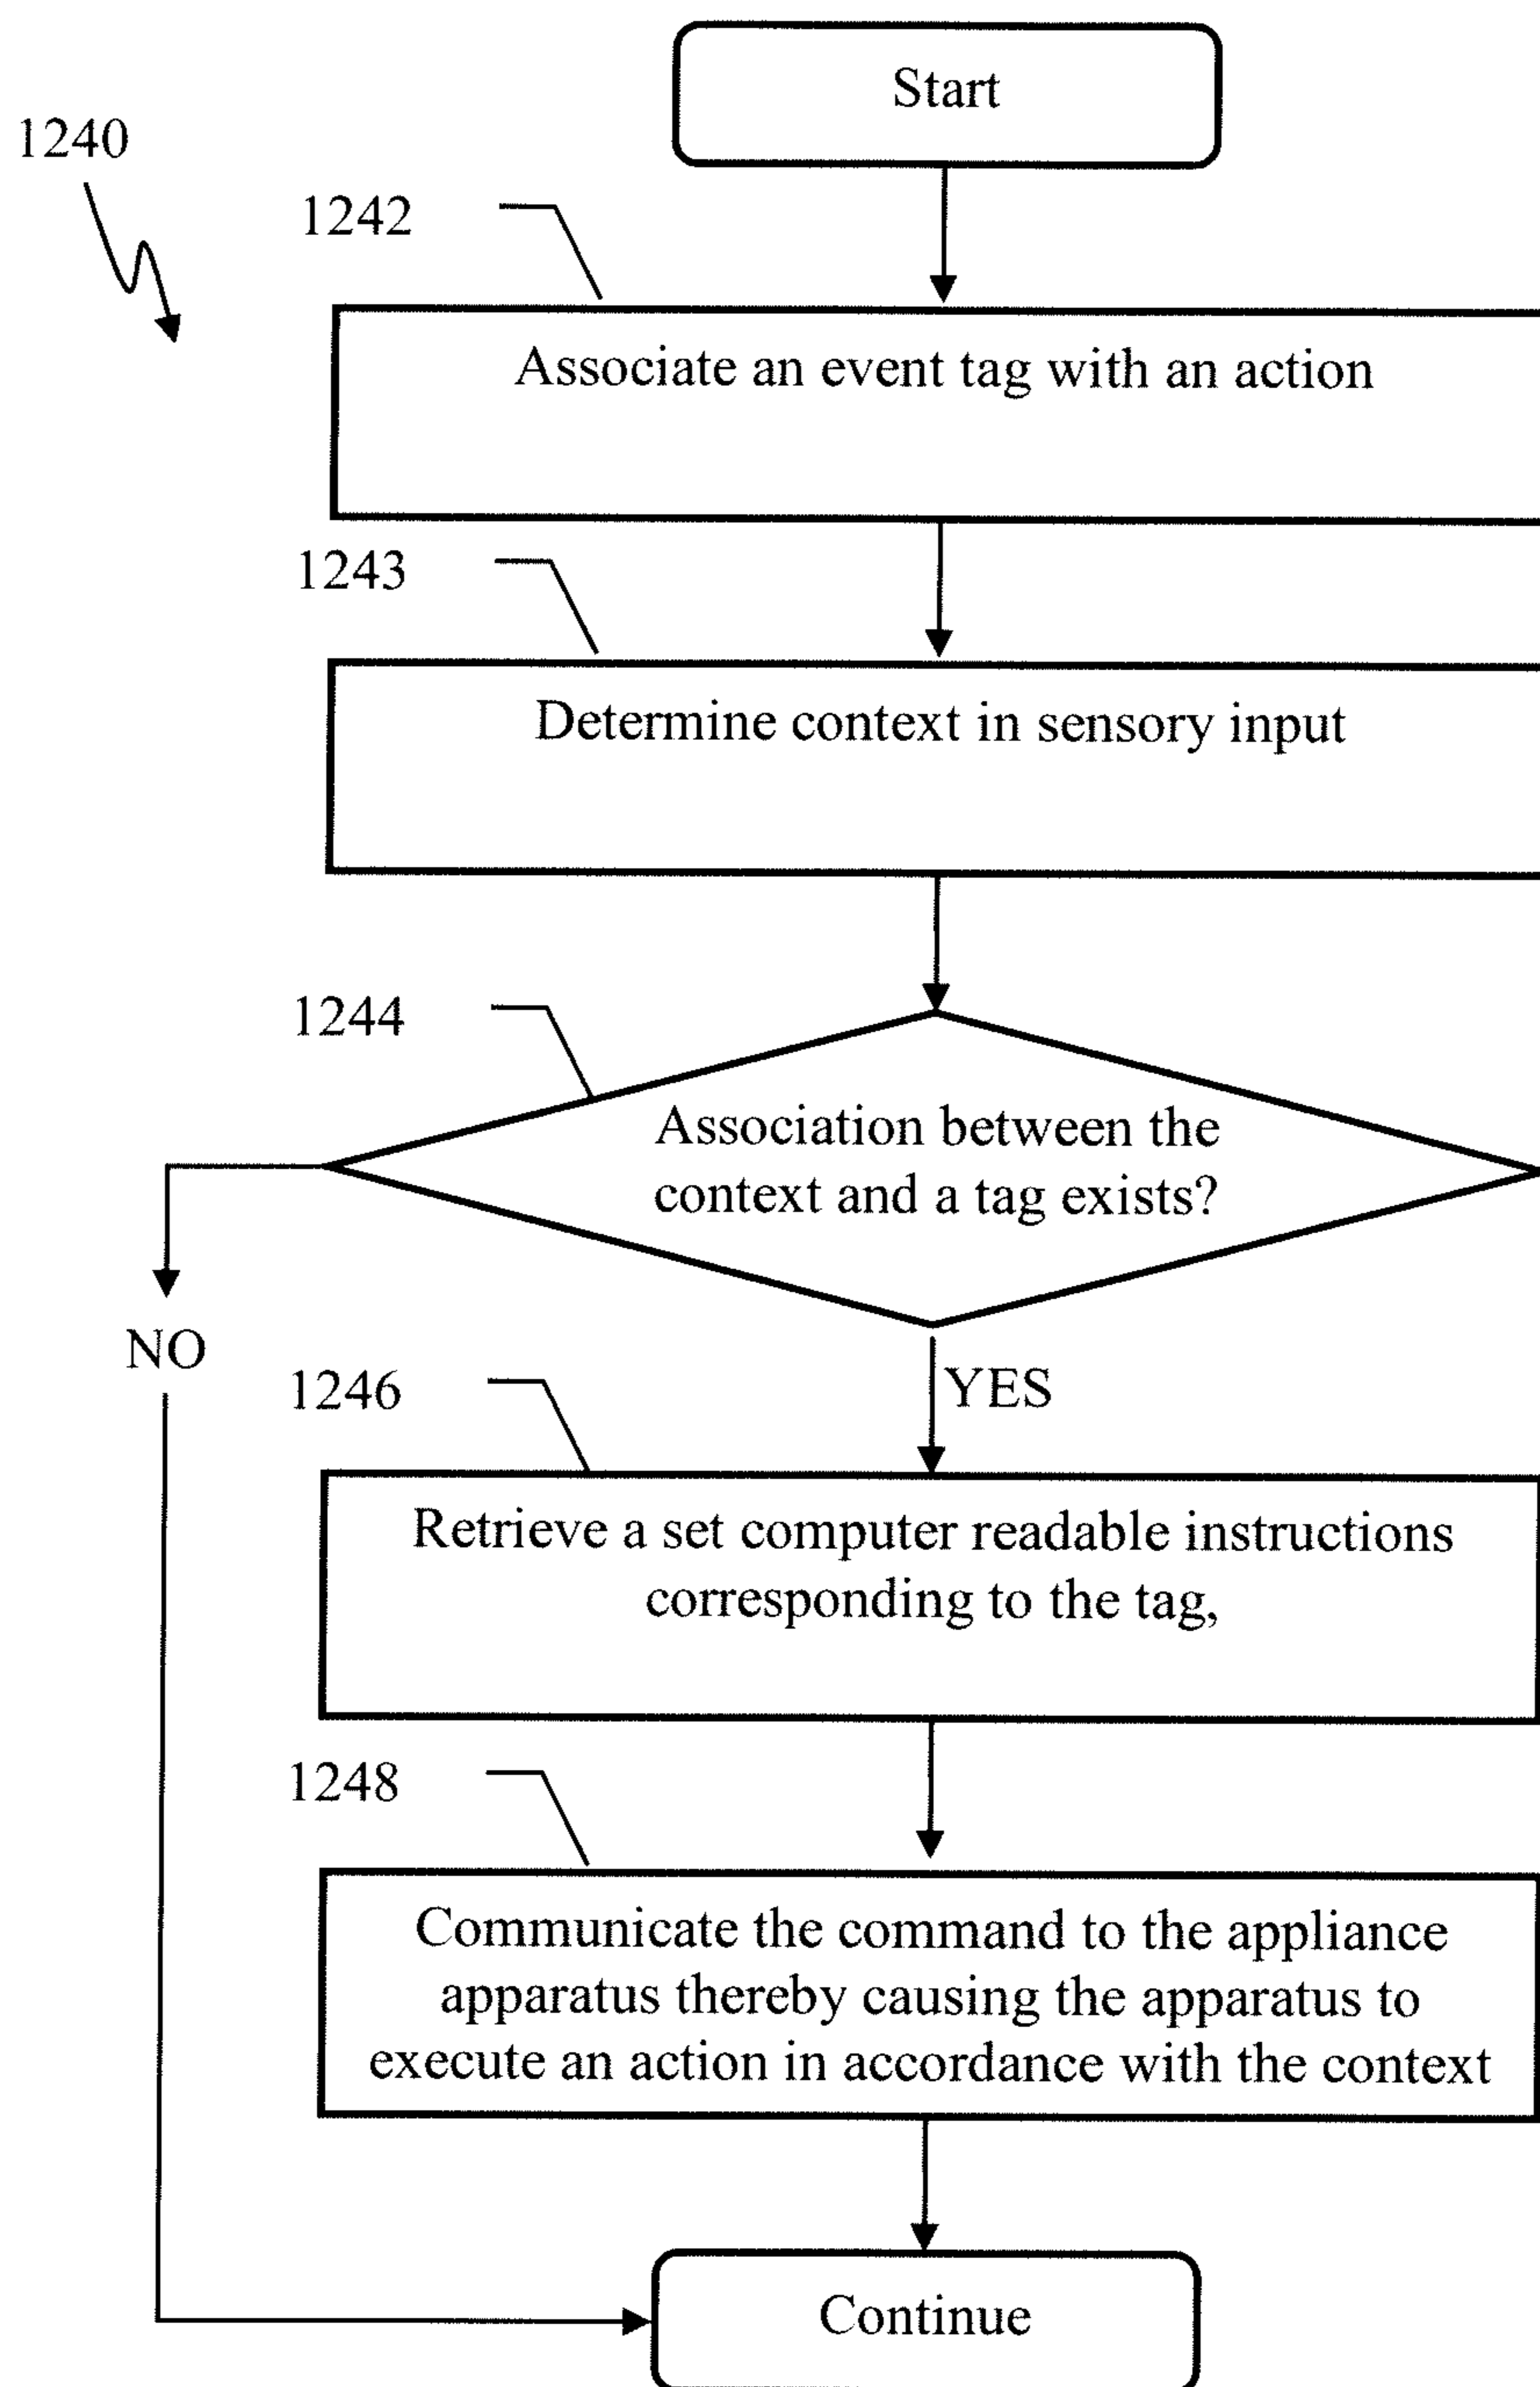 Start
1240
1242
Associate an event tag with an action
1243
Determine context in sensory input
1244
Association between the
context and a tag exists?
NO
YES
1246
Retrieve a set computer readable instructions
corresponding to the tag,
1248
Communicate the command to the appliance
apparatus thereby causing the apparatus to
execute an action in accordance with the context
Continue